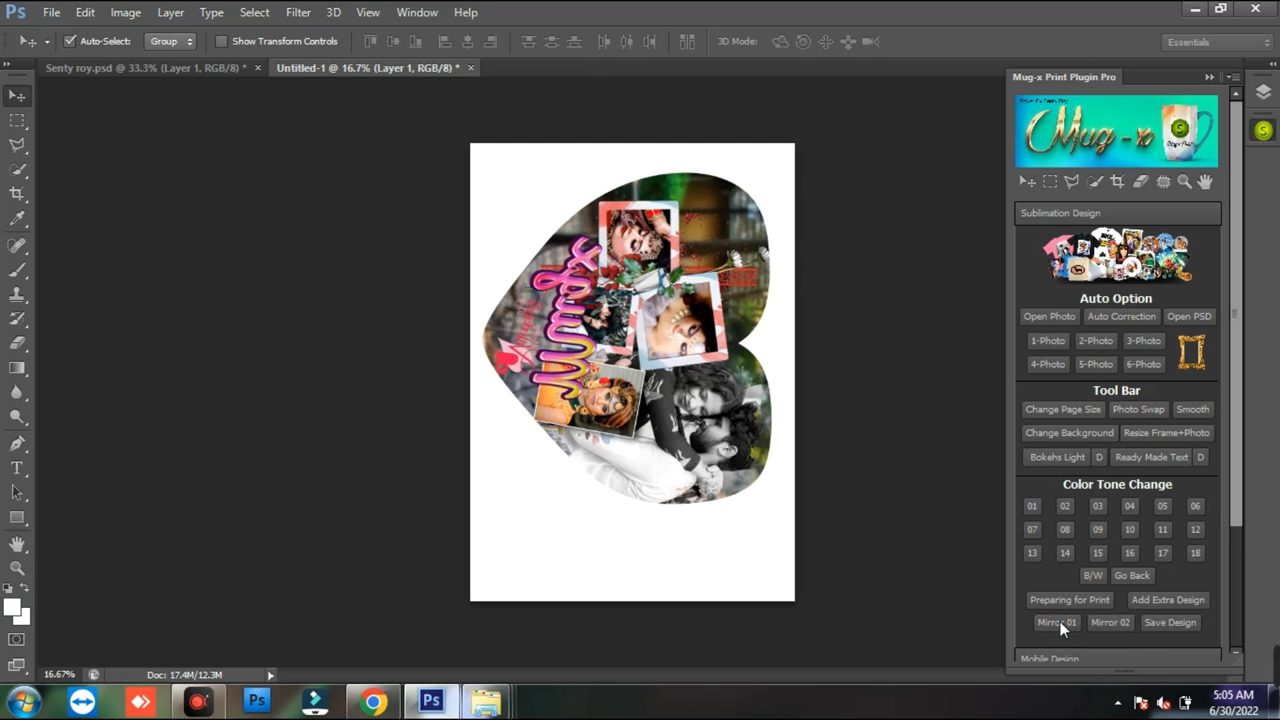 Ps File Edit Image Layer Type Select Filter 3D View Window Help
Auto-Select: Group Show Transform Controls 3D Mode: Essentials
Senty roy.psd @ 33.3% (Layer 1, RGB/8) * × Untitled-1 @ 16.7% (Layer 1, RGB/8) * ×
Mug-x Print Plugin Pro
Mug-x
Sublimation Design
Mug-x
Auto Option
Open Photo Auto Correction Open PSD
1-Photo 2-Photo 3-Photo
4-Photo 5-Photo 6-Photo
Tool Bar
Change Page Size Photo Swap Smooth
Change Background Resize Frame+Photo
Bokehs Light D Ready Made Text D
Color Tone Change
01 02 03 04 05 06
07 08 09 10 11 12
13 14 15 16 17 18
B/W Go Back
Preparing for Print Add Extra Design
Mirror 01 Mirror 02 Save Design
Mobile Design
16.67% Doc: 17.4M/12.3M
Ps Ps
5:05 AM
6/30/2022